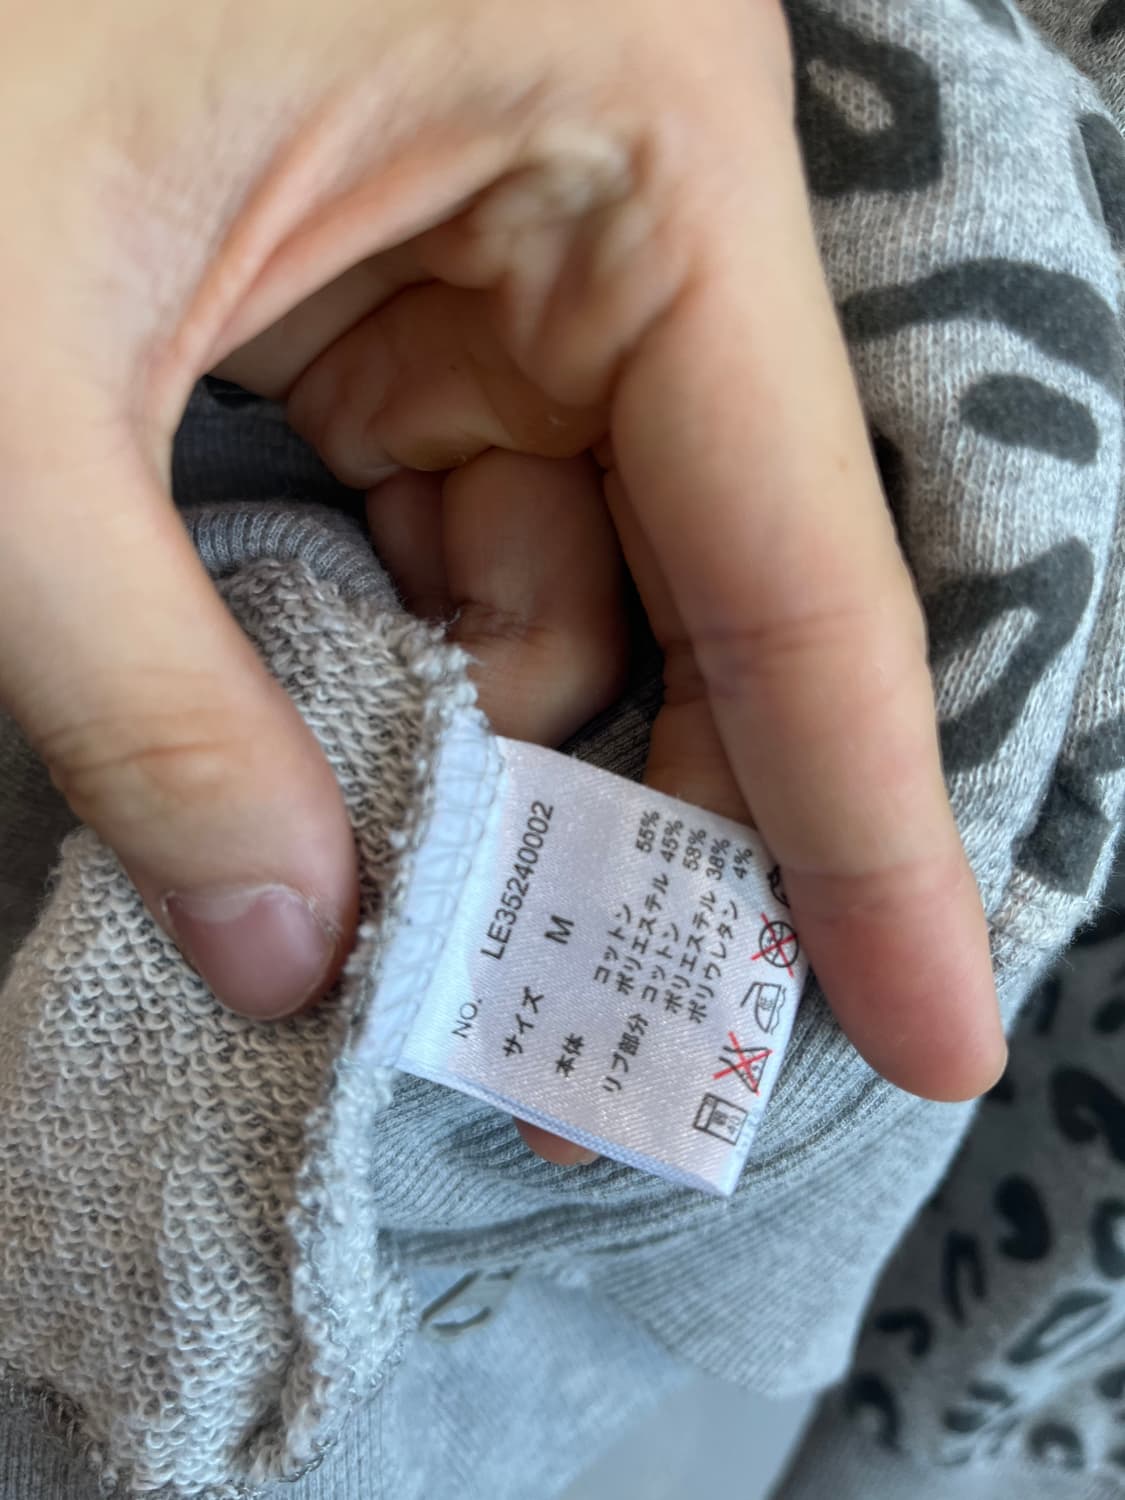 NO. LE35240002
サイズ M
本体 コットン 55%
ポリエステル 45%
リブ部分 コットン 58%
ポリエステル 38%
ポリウレタン 4%